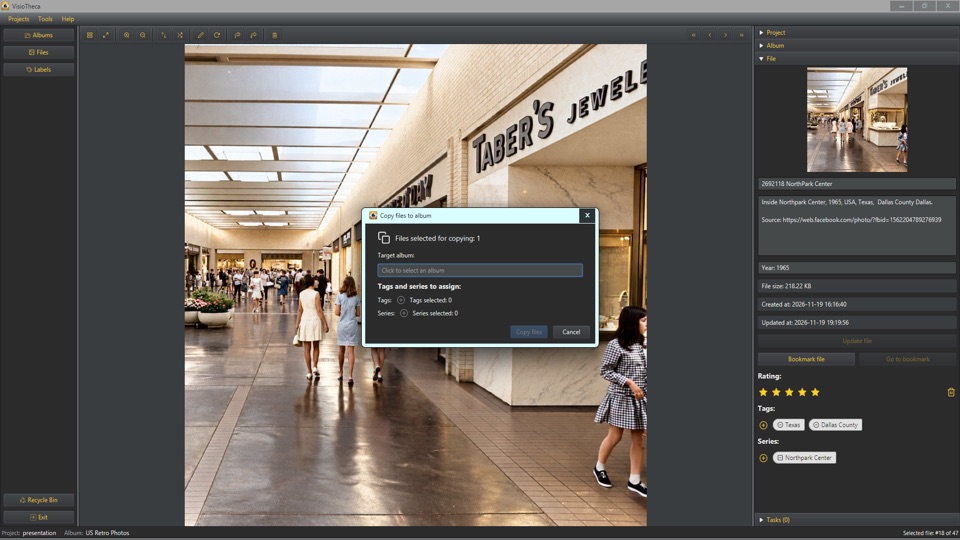 VisioTheca
Projects Tools Help
Albums
Files
Labels
Recycle Bin
Exit
TABER'S JEWELE
Copy files to album
X
Files selected for copying: 1
Target album:
Click to select an album
Tags and series to assign:
Tags: Tags selected: 0
Series: Series selected: 0
Copy files Cancel
Project
Album
File
2692118 NorthPark Center
Inside Northpark Center, 1965, USA, Texas, Dallas County Dallas.
Source: https://web.facebook.com/photo/?fbid=1562204789276939
Year: 1965
File size: 218.22 KB
Created at: 2026-11-19 16:16:40
Updated at: 2026-11-19 19:19:56
Update file
Bookmark file Go to bookmark
Rating:
Tags:
Texas Dallas County
Series:
Northpark Center
Tasks (0)
Project: presentation Album: US Retro Photos Selected file: #18 of 47